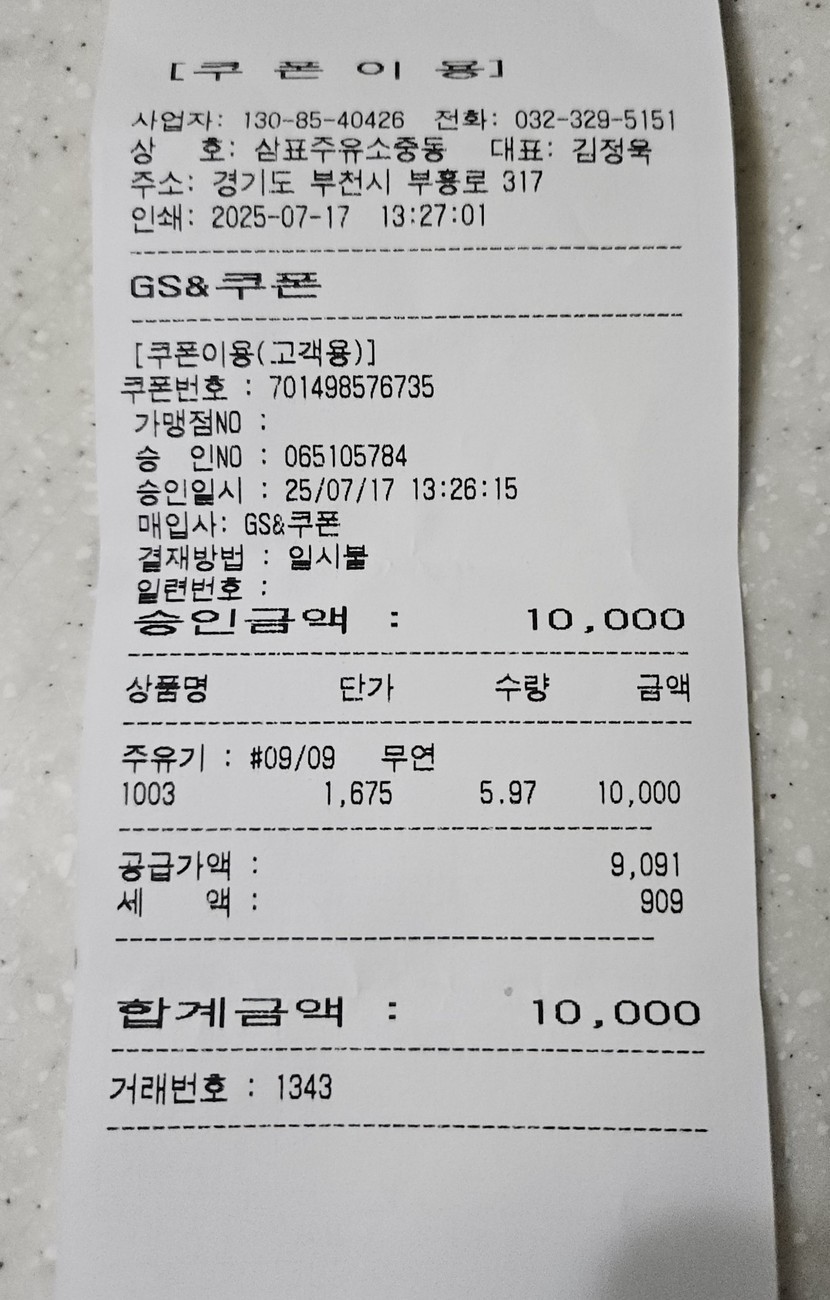 [쿠 폰 이 용]
사업자: 130-85-40426 전화: 032-329-5151
상 호: 삼표주유소중동 대표: 김정욱
주소: 경기도 부천시 부흥로 317
인쇄: 2025-07-17 13:27:01
GS&쿠폰
[쿠폰이용(고객용)]
쿠폰번호 : 701498576735
가맹점NO :
승 인NO : 065105784
승인일시 : 25/07/17 13:26:15
매입사: GS&쿠폰
결재방법 : 일시불
일련번호 :
승인금액 : 10,000
상품명 단가 수량 금액
주유기 : #09/09 무연
1003 1,675 5.97 10,000
공급가액 : 9,091
세 액 : 909
합계금액 : 10,000
거래번호 : 1343